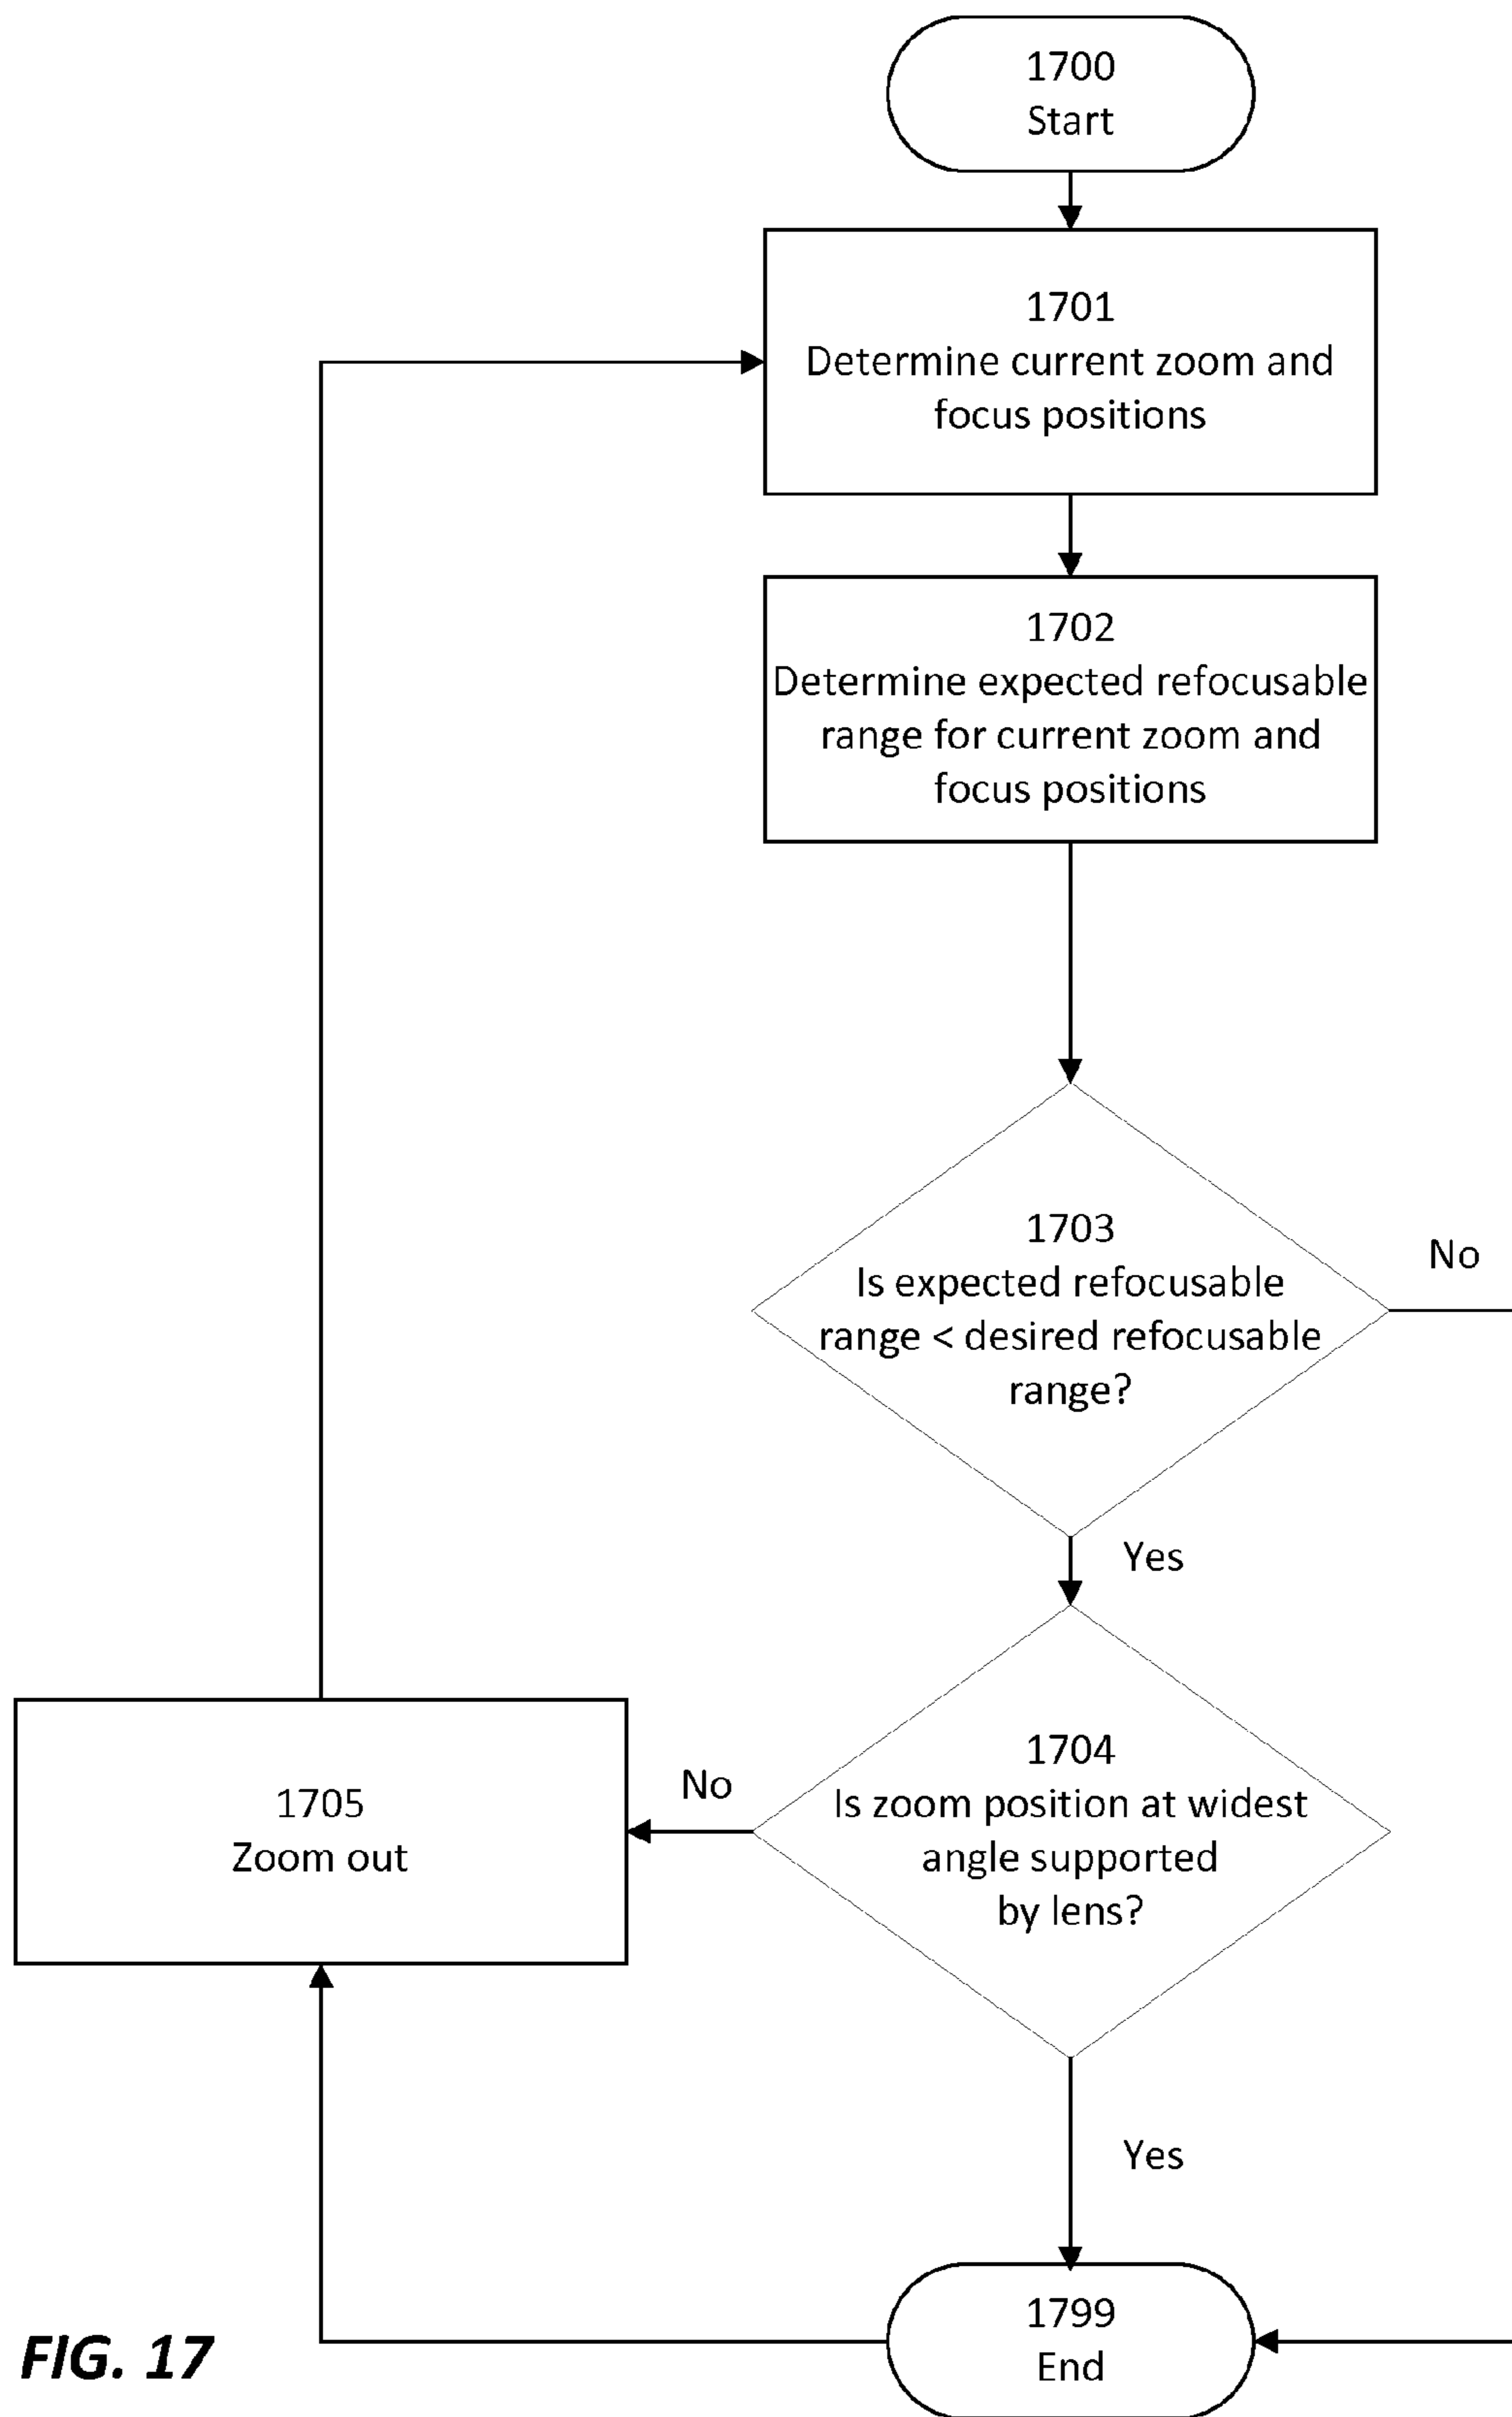 1700
Start
1701
Determine current zoom and
focus positions
1702
Determine expected refocusable
range for current zoom and
focus positions
1703
Is expected refocusable
range < desired refocusable
range?
No
Yes
1704
Is zoom position at widest
angle supported
by lens?
No
1705
Zoom out
Yes
1799
End
FIG. 17